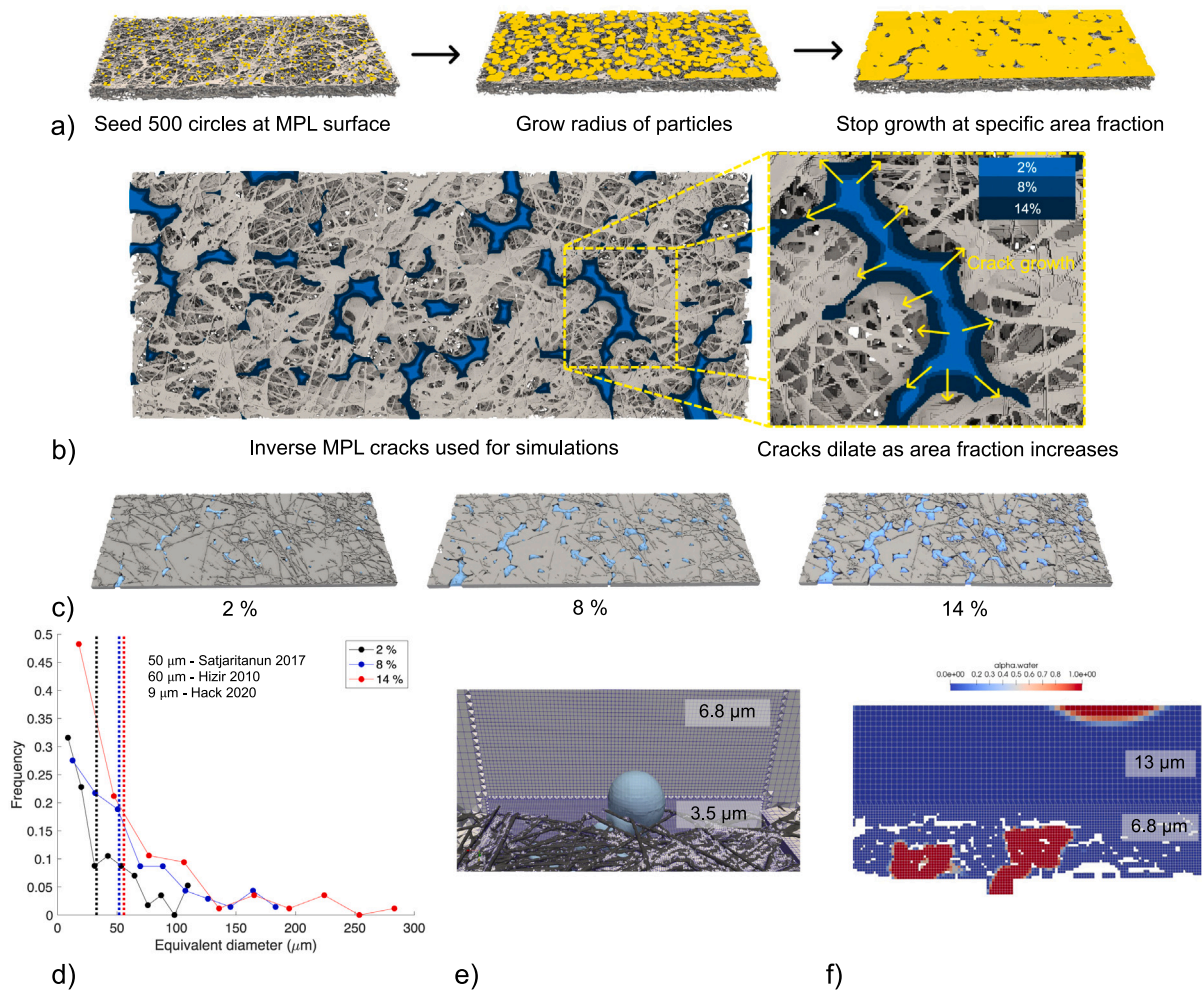 a)
Seed 500 circles at MPL surface
Grow radius of particles
Stop growth at specific area fraction
2%
8%
14%
Crack growth
b)
Inverse MPL cracks used for simulations
Cracks dilate as area fraction increases
c)
2 %
8 %
14 %
0.5
0.45
0.4
0.35
0.3
0.25
0.2
0.15
0.1
0.05
0
Frequency
50 μm - Satjaritanun 2017
60 μm - Hizir 2010
9 μm - Hack 2020
2 %
8 %
14 %
0
50
100
150
200
250
300
Equivalent diameter (μm)
d)
6.8 μm
3.5 μm
e)
alpha.water
0.0e+00 0.2 0.3 0.4 0.5 0.6 0.7 0.8 1.0e+00
13 μm
6.8 μm
f)